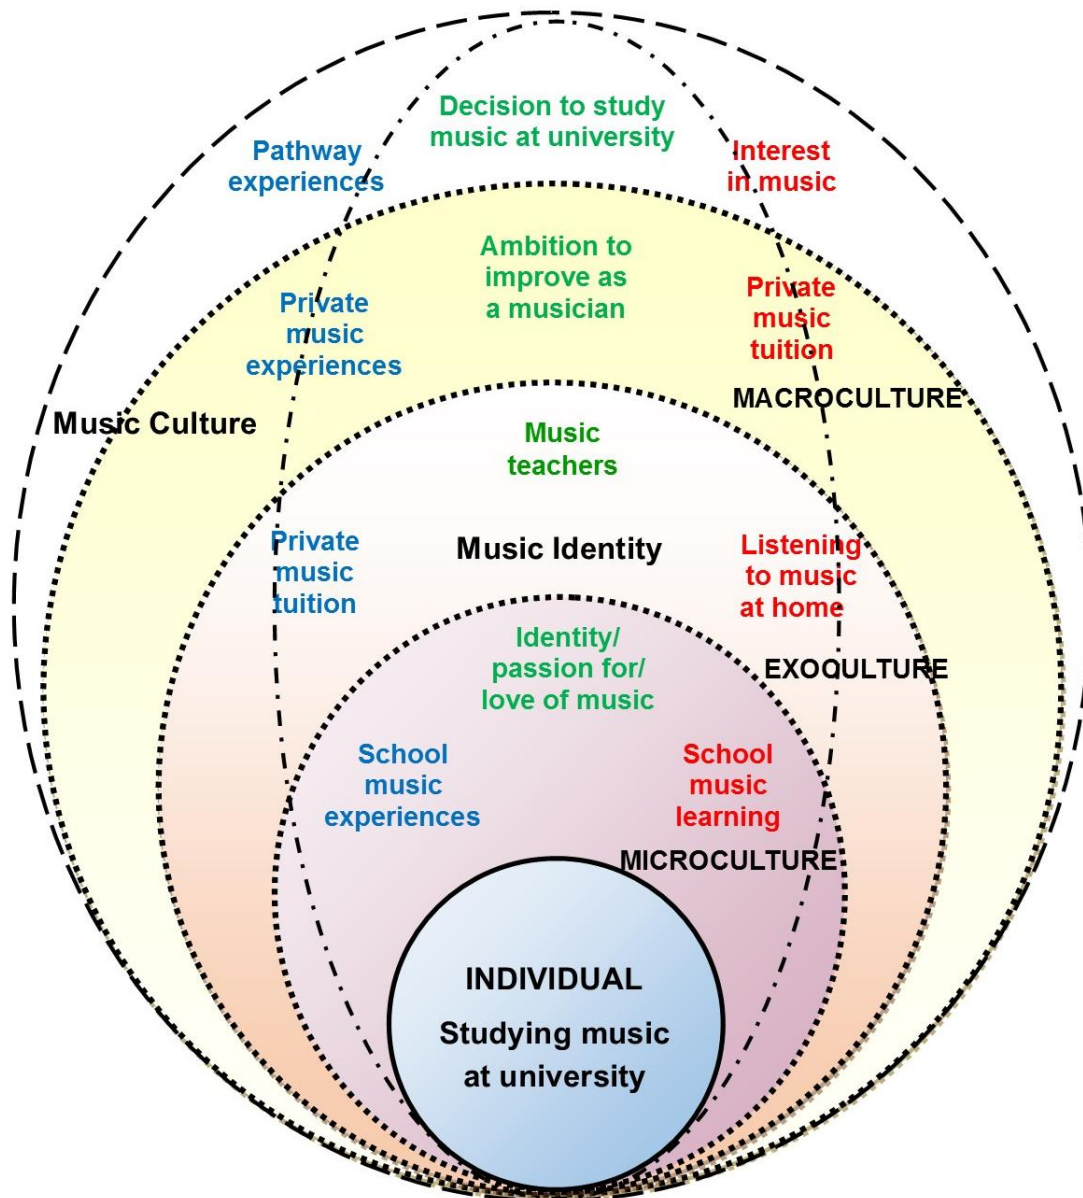 Decision to study
music at university
Pathway
experiences
Interest
in music
Ambition to
improve as
a musician
Private
music
experiences
Private
music
tuition
MACROCULTURE
Music Culture
Music
teachers
Private
music
tuition
Music Identity
Listening
to music
at home
Identity/
passion for/
love of music
EXOCULTURE
School
music
experiences
School
music
learning
MICROCULTURE
INDIVIDUAL
Studying music
at university